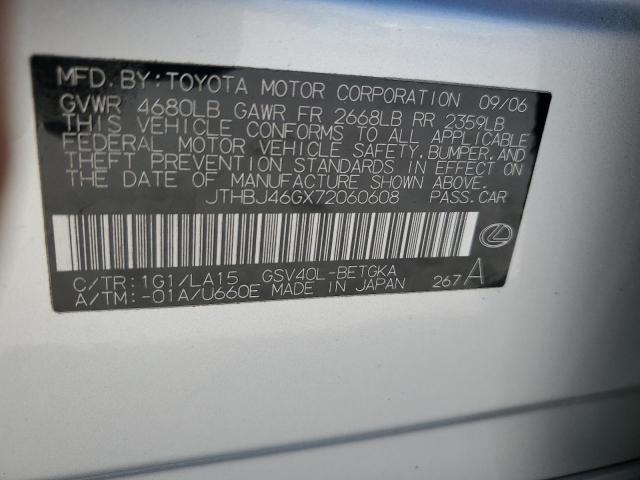 MFD. BY: TOYOTA MOTOR CORPORATION 09/06
GVWR 4680LB GAWR FR 2668LB RR 2359LB
THIS VEHICLE CONFORMS TO ALL APPLICABLE
FEDERAL MOTOR VEHICLE SAFETY, BUMPER, AND
THEFT PREVENTION STANDARDS IN EFFECT ON
THE DATE OF MANUFACTURE SHOWN ABOVE.
JTHBJ46GX72060608 PASS. CAR
C/TR: 1G1/LA15 GSV40L-BETGKA
A/TM: -01A/U660E MADE IN JAPAN 267A